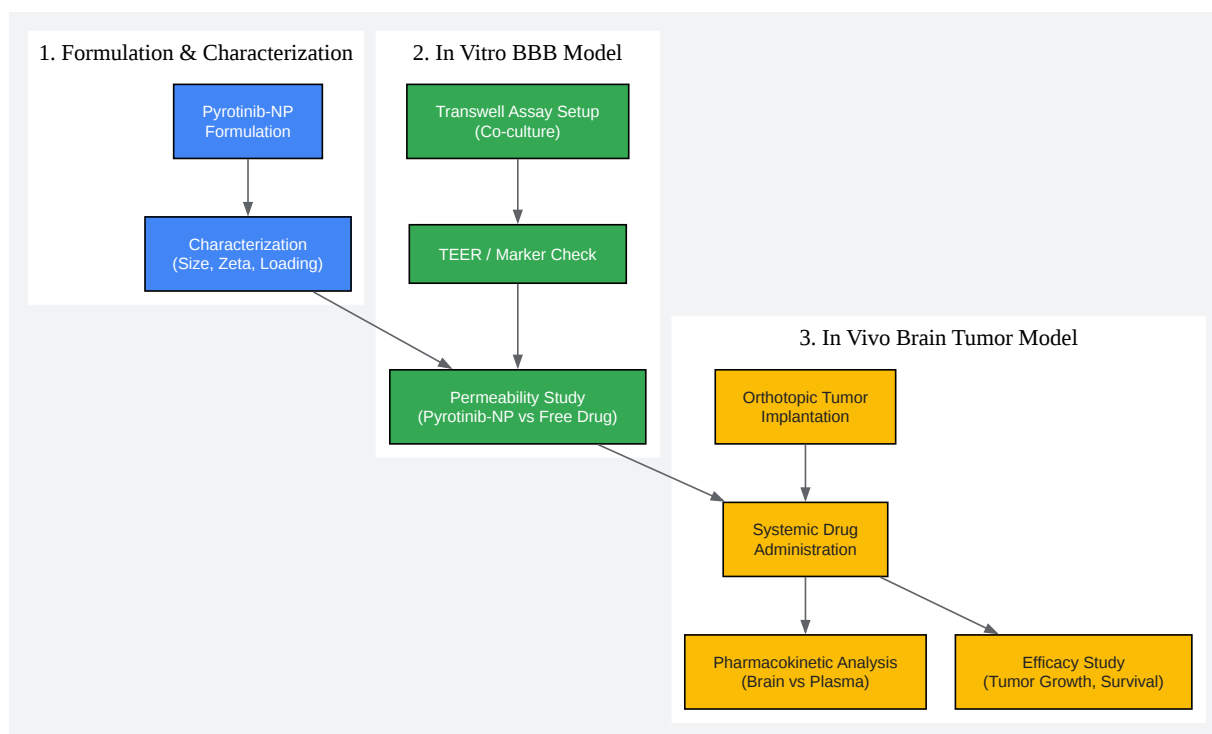 1. Formulation & Characterization
Pyrotinib-NP
Formulation
Characterization
(Size, Zeta, Loading)
2. In Vitro BBB Model
Transwell Assay Setup
(Co-culture)
TEER / Marker Check
Permeability Study
(Pyrotinib-NP vs Free Drug)
3. In Vivo Brain Tumor Model
Orthotopic Tumor
Implantation
Systemic Drug
Administration
Pharmacokinetic Analysis
(Brain vs Plasma)
Efficacy Study
(Tumor Growth, Survival)